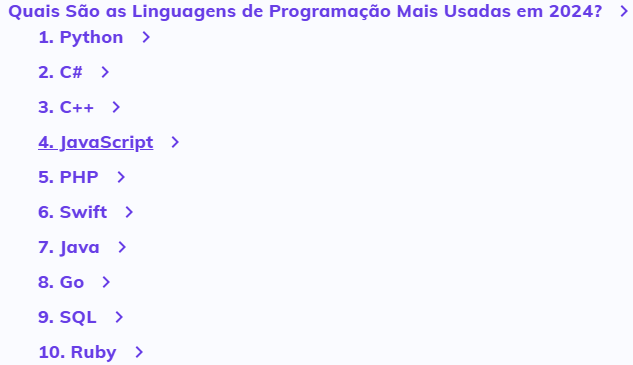 Quais São as Linguagens de Programação Mais Usadas em 2024?
1. Python
2. C#
3. C++
4. JavaScript
5. PHP
6. Swift
7. Java
8. Go
9. SQL
10. Ruby